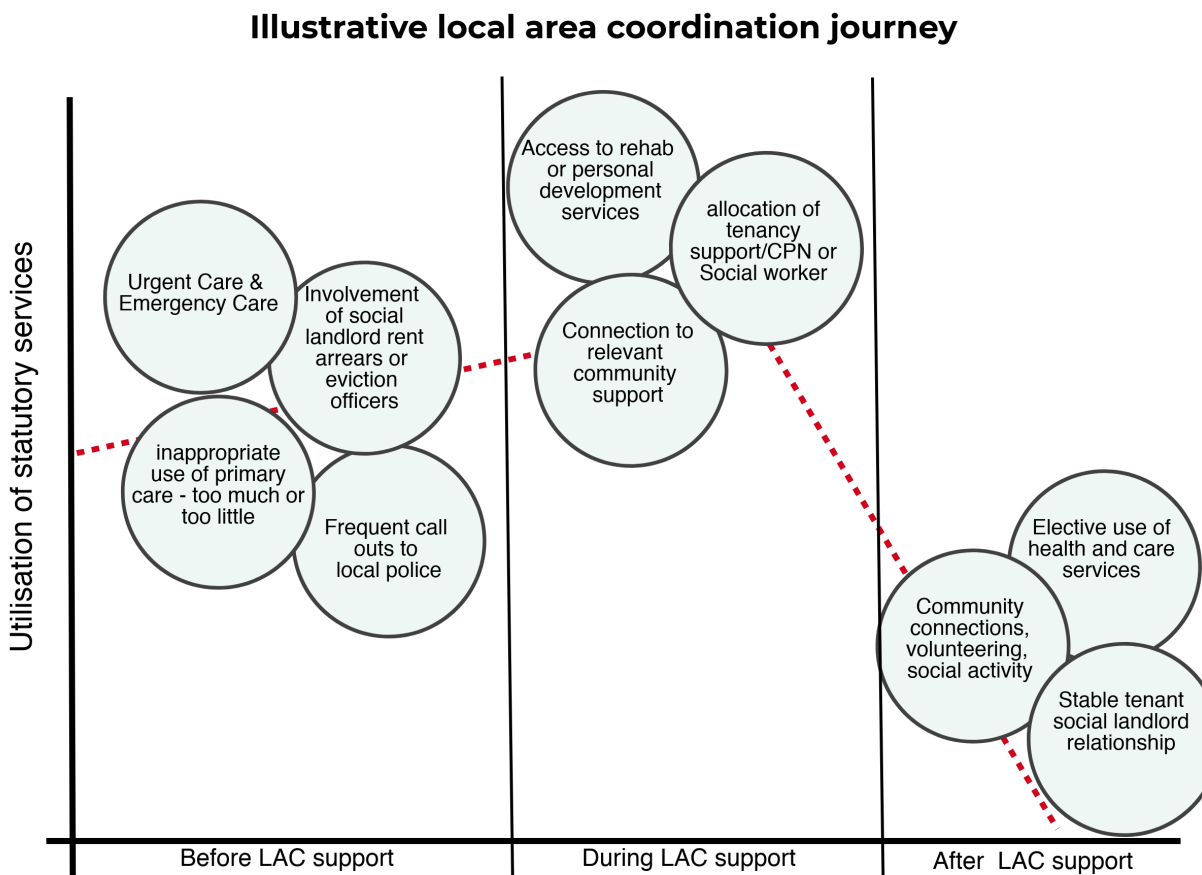 Illustrative local area coordination journey
Utilisation of statutory services
Urgent Care &
Emergency Care
Involvement
of social
landlord rent
arrears or
eviction
officers
inappropriate
use of primary
care - too much or
too little
Frequent call
outs to
local police
Access to rehab
or personal
development
services
allocation of
tenancy
support/CPN or
Social worker
Connection to
relevant
community
support
Elective use of
health and care
services
Community
connections,
volunteering,
social activity
Stable tenant
social landlord
relationship
Before LAC support
During LAC support
After LAC support